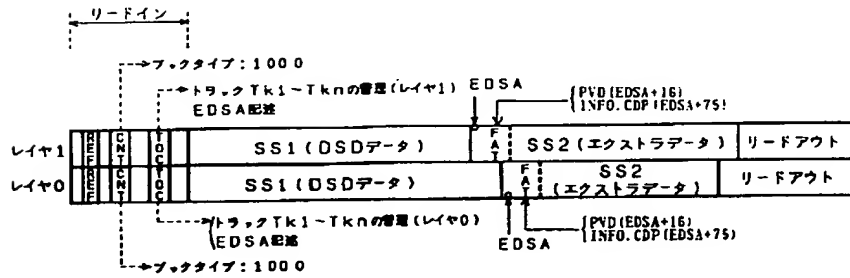 リードイン
ブックタイプ:1000
トラックTk1~Tknの管理(レイヤ1)
EDSA記述
EDSA
PVD(EDSA+16)
INFO.CDP(EDSA+75)
レイヤ1
REF
CNT
TOC
SS1(DSDデータ)
FAT
SS2(エクストラデータ)
リードアウト
レイヤ0
REF
CNT
TOC
SS1(DSDデータ)
FAT
SS2
(エクストラデータ)
リードアウト
トラックTk1~Tknの管理(レイヤ0)
EDSA記述
EDSA
PVD(EDSA+16)
INFO.CDP(EDSA+75)
ブックタイプ:1000